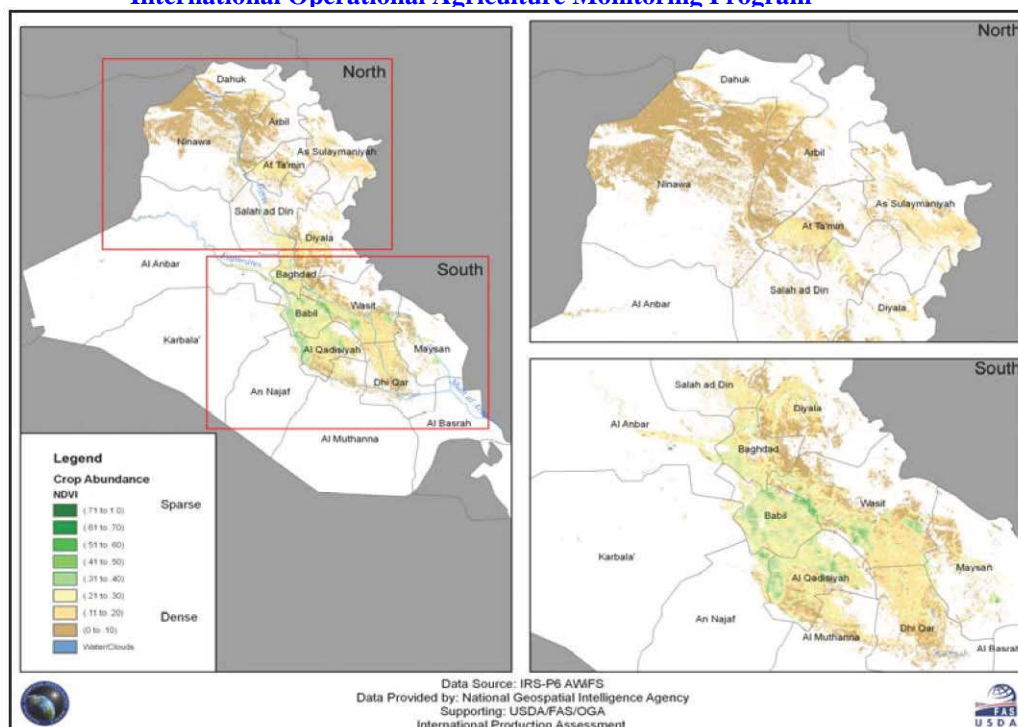 International Operational Agriculture Monitoring Program
North
Dahuk
Arbil
Ninawa
As Sulaymaniyah
At Ta'min
Salah ad Din
Diyala
Al Anbar
Euphrates
South
Baghdad
Wasit
Babil
Karbala'
Al Qadisiyah
Maysan
Dhi Qar
An Najaf
Al Basrah
Al Muthanna
Legend
Crop Abundance
NDVI
Sparse
(.71 to 1.0)
(.61 to .70)
(.51 to .60)
(.41 to .50)
(.31 to .40)
(.21 to .30)
(.11 to .20)
Dense
(0 to .10)
Water/Clouds
North
Dahuk
Arbil
Ninawa
As Sulaymaniyah
At Ta'min
Salah ad Din
Al Anbar
Diyala
South
Salah ad Din
Diyala
Al Anbar
Baghdad
Wasit
Babil
Karbala'
Maysan
Al Qadisiyah
An Najaf
Dhi Qar
Al Muthanna
Al Basrah
Data Source: IRS-P6 AWiFS
Data Provided by: National Geospatial Intelligence Agency
Supporting: USDA/FAS/OGA
International Production Assessment
FAS
USDA